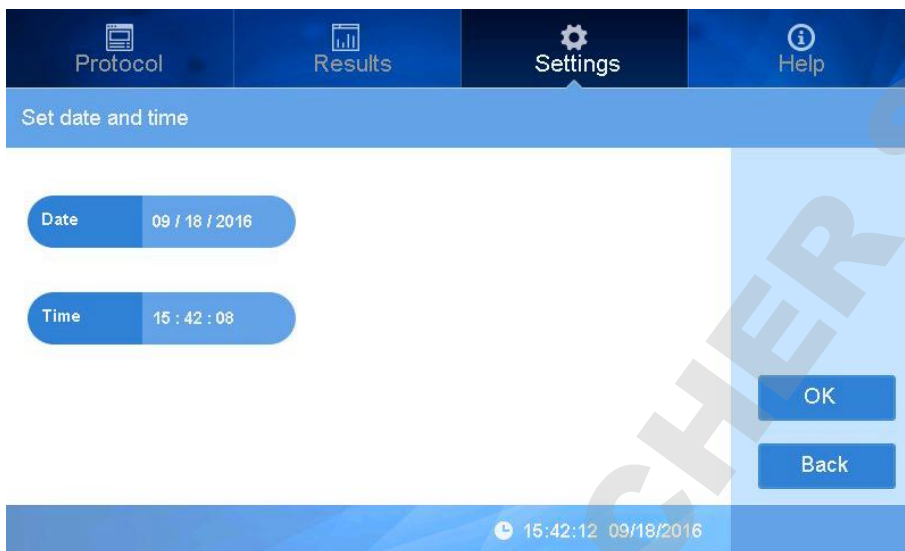 Protocol
Results
Settings
Help
Set date and time
Date
09 / 18 / 2016
Time
15 : 42 : 08
OK
Back
15:42:12 09/18/2016
CHER